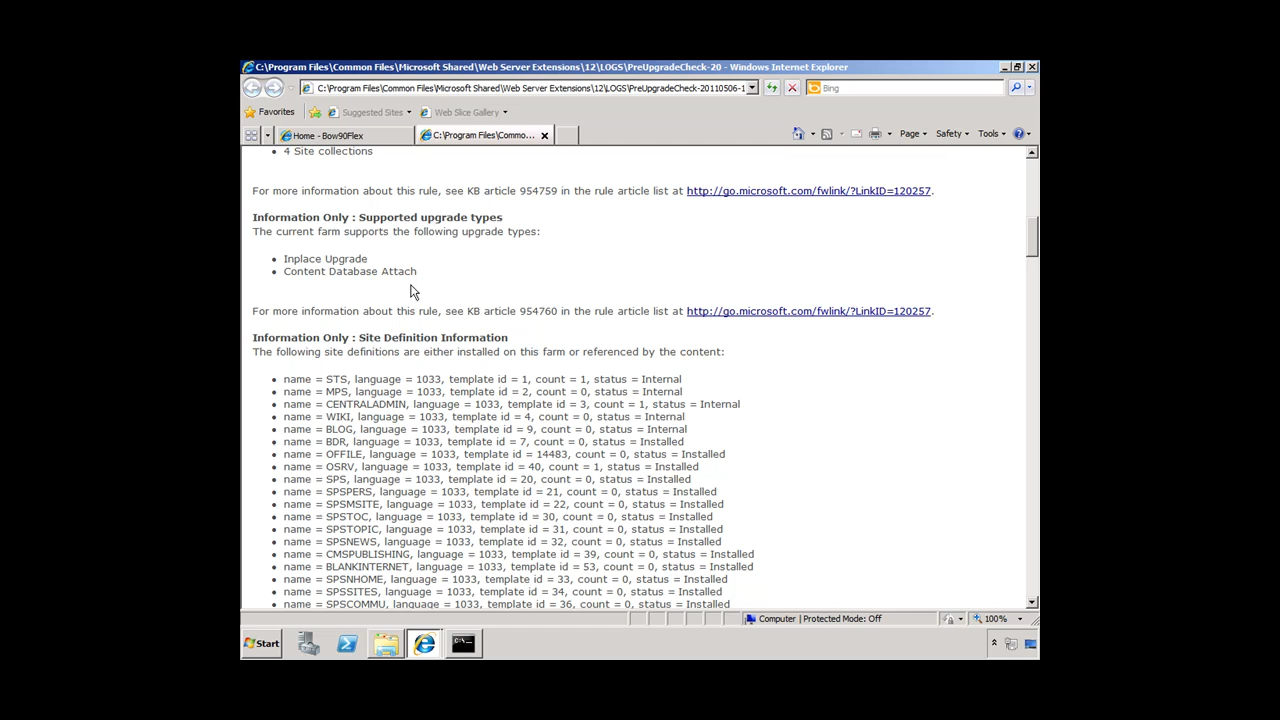 C:\Program Files\Common Files\Microsoft Shared\Web Server Extensions\12\LOGS\PreUpgradeCheck-20 - Windows Internet Explorer
C:\Program Files\Common Files\Microsoft Shared\Web Server Extensions\12\LOGS\PreUpgradeCheck-20110506-1
Bing
Favorites
Suggested Sites
Web Slice Gallery
Home - Bow90Flex
C:\Program Files\Commo...
Page
Safety
Tools
• 4 Site collections
For more information about this rule, see KB article 954759 in the rule article list at http://go.microsoft.com/fwlink/?LinkID=120257.
Information Only : Supported upgrade types
The current farm supports the following upgrade types:
• Inplace Upgrade
• Content Database Attach
For more information about this rule, see KB article 954760 in the rule article list at http://go.microsoft.com/fwlink/?LinkID=120257.
Information Only : Site Definition Information
The following site definitions are either installed on this farm or referenced by the content:
• name = STS, language = 1033, template id = 1, count = 1, status = Internal
• name = MPS, language = 1033, template id = 2, count = 0, status = Internal
• name = CENTRALADMIN, language = 1033, template id = 3, count = 1, status = Internal
• name = WIKI, language = 1033, template id = 4, count = 0, status = Internal
• name = BLOG, language = 1033, template id = 9, count = 0, status = Internal
• name = BDR, language = 1033, template id = 7, count = 0, status = Installed
• name = OFFILE, language = 1033, template id = 14483, count = 0, status = Installed
• name = OSRV, language = 1033, template id = 40, count = 1, status = Installed
• name = SPS, language = 1033, template id = 20, count = 0, status = Installed
• name = SPSPERS, language = 1033, template id = 21, count = 0, status = Installed
• name = SPSMSITE, language = 1033, template id = 22, count = 0, status = Installed
• name = SPSTOC, language = 1033, template id = 30, count = 0, status = Installed
• name = SPSTOPIC, language = 1033, template id = 31, count = 0, status = Installed
• name = SPSNEWS, language = 1033, template id = 32, count = 0, status = Installed
• name = CMSPUBLISHING, language = 1033, template id = 39, count = 0, status = Installed
• name = BLANKINTERNET, language = 1033, template id = 53, count = 0, status = Installed
• name = SPSNHOME, language = 1033, template id = 33, count = 0, status = Installed
• name = SPSSITES, language = 1033, template id = 34, count = 0, status = Installed
• name = SPSCOMMU, language = 1033, template id = 36, count = 0, status = Installed
Computer | Protected Mode: Off
100%
Start